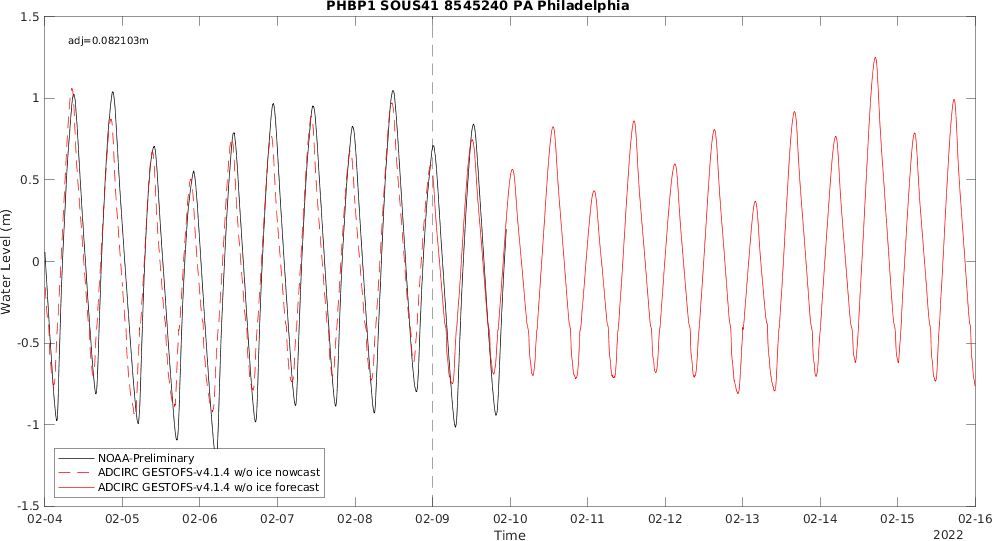 PHBP1 SOUS41 8545240 PA Philadelphia
1.5
adj=0.082103m
1
0.5
0
-0.5
-1
-1.5
Water Level (m)
NOAA-Preliminary
ADCIRC GESTOFS-v4.1.4 w/o ice nowcast
ADCIRC GESTOFS-v4.1.4 w/o ice forecast
02-04 02-05 02-06 02-07 02-08 02-09 02-10 02-11 02-12 02-13 02-14 02-15 02-16
Time
2022